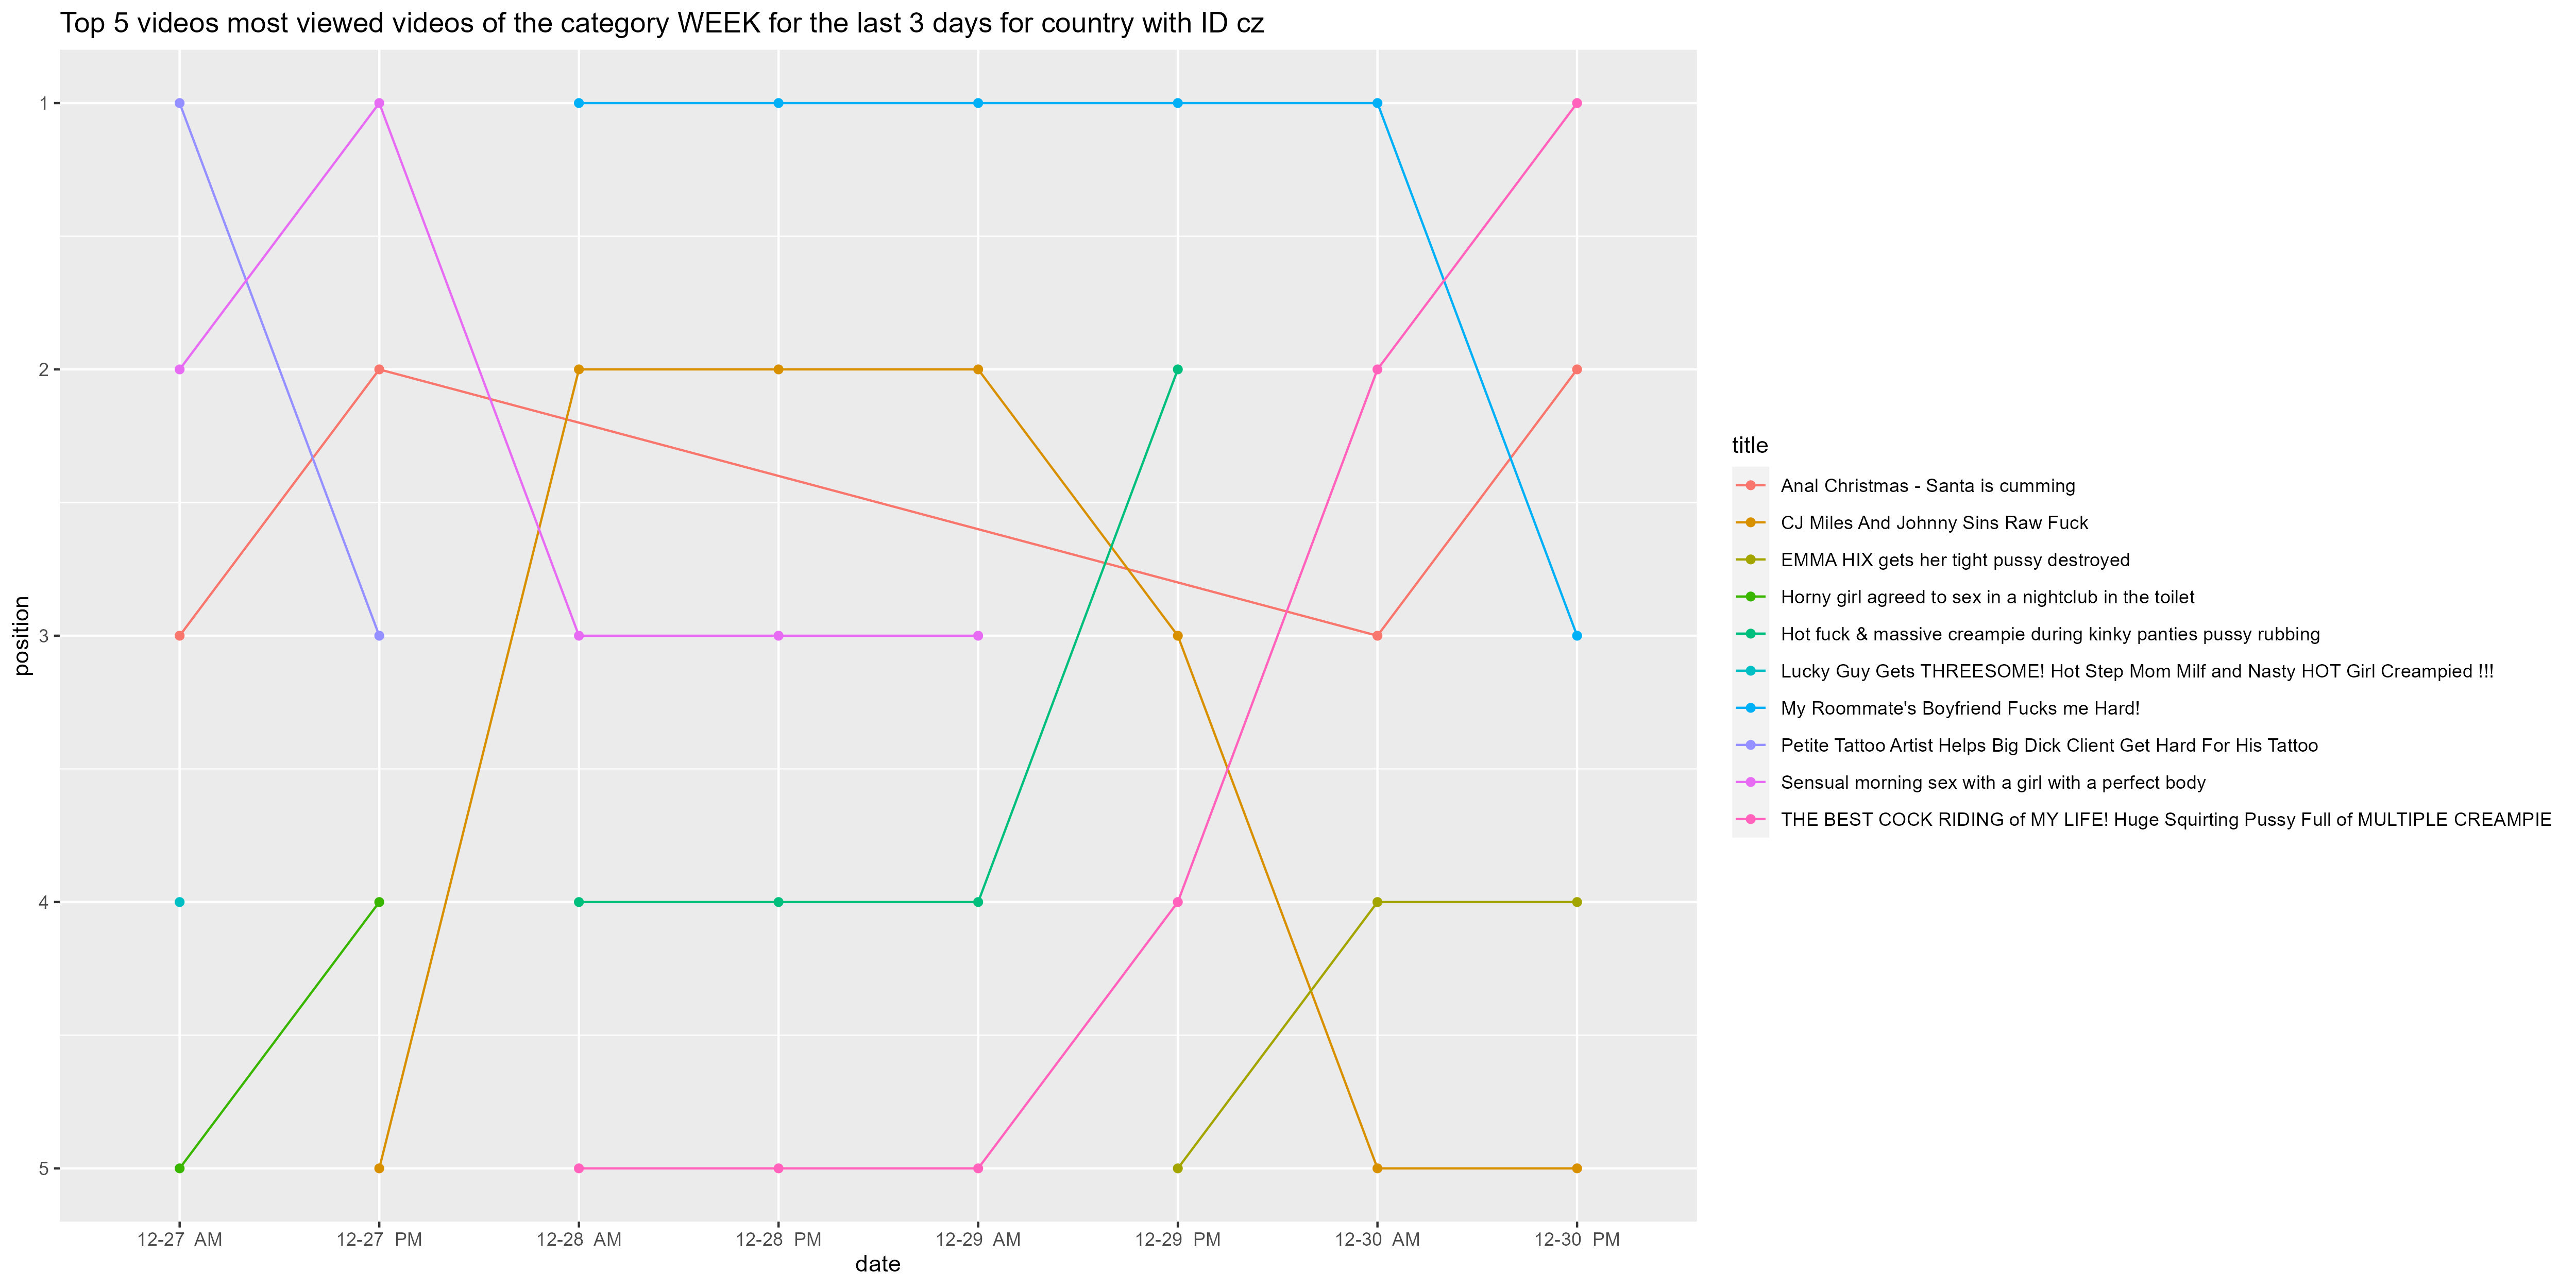 Top 5 videos most viewed videos of the category WEEK for the last 3 days for country with ID cz
position
1
2
3
4
5
12-27 AM
12-27 PM
12-28 AM
12-28 PM
12-29 AM
12-29 PM
12-30 AM
12-30 PM
date
title
Anal Christmas - Santa is cumming
CJ Miles And Johnny Sins Raw Fuck
EMMA HIX gets her tight pussy destroyed
Horny girl agreed to sex in a nightclub in the toilet
Hot fuck & massive creampie during kinky panties pussy rubbing
Lucky Guy Gets THREESOME! Hot Step Mom Milf and Nasty HOT Girl Creampied !!!
My Roommate's Boyfriend Fucks me Hard!
Petite Tattoo Artist Helps Big Dick Client Get Hard For His Tattoo
Sensual morning sex with a girl with a perfect body
THE BEST COCK RIDING of MY LIFE! Huge Squirting Pussy Full of MULTIPLE CREAMPIE